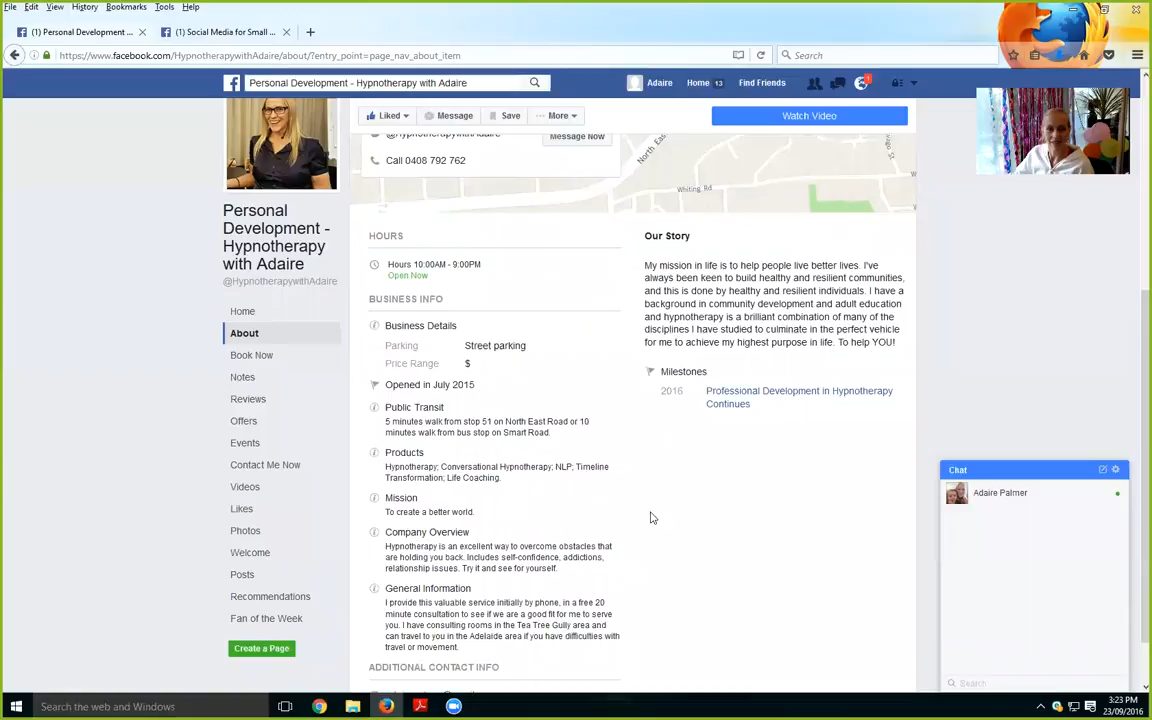 File Edit View History Bookmarks Tools Help
(1) Personal Development ...
(1) Social Media for Small ...
https://www.facebook.com/HypnotherapywithAdaire/about/?entry_point=page_nav_about_item
Search
Personal Development - Hypnotherapy with Adaire
Adaire Home 13 Find Friends
1
Liked Message Save More
Watch Video
@HypnotherapywithAdaire
Message Now
Call 0408 792 762
North East
Whiting Rd
Personal
Development -
Hypnotherapy
with Adaire
@HypnotherapywithAdaire
Home
About
Book Now
Notes
Reviews
Offers
Events
Contact Me Now
Videos
Likes
Photos
Welcome
Posts
Recommendations
Fan of the Week
Create a Page
HOURS
Hours 10:00AM - 9:00PM
Open Now
BUSINESS INFO
Business Details
Parking Street parking
Price Range $
Opened in July 2015
Public Transit
5 minutes walk from stop 51 on North East Road or 10
minutes walk from bus stop on Smart Road.
Products
Hypnotherapy; Conversational Hypnotherapy; NLP; Timeline
Transformation; Life Coaching.
Mission
To create a better world.
Company Overview
Hypnotherapy is an excellent way to overcome obstacles that
are holding you back. Includes self-confidence, addictions,
relationship issues. Try it and see for yourself.
General Information
I provide this valuable service initially by phone, in a free 20
minute consultation to see if we are a good fit for me to serve
you. I have consulting rooms in the Tea Tree Gully area and
can travel to you in the Adelaide area if you have difficulties with
travel or movement.
ADDITIONAL CONTACT INFO
Our Story
My mission in life is to help people live better lives. I've
always been keen to build healthy and resilient communities,
and this is done by healthy and resilient individuals. I have a
background in community development and adult education
and hypnotherapy is a brilliant combination of many of the
disciplines I have studied to culminate in the perfect vehicle
for me to achieve my highest purpose in life. To help YOU!
Milestones
2016 Professional Development in Hypnotherapy
Continues
Chat
Adaire Palmer
Search
Search the web and Windows
3:23 PM
23/09/2016